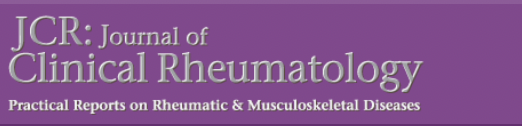 JCR: Journal of
Clinical Rheumatology
Practical Reports on Rheumatic & Musculoskeletal Diseases